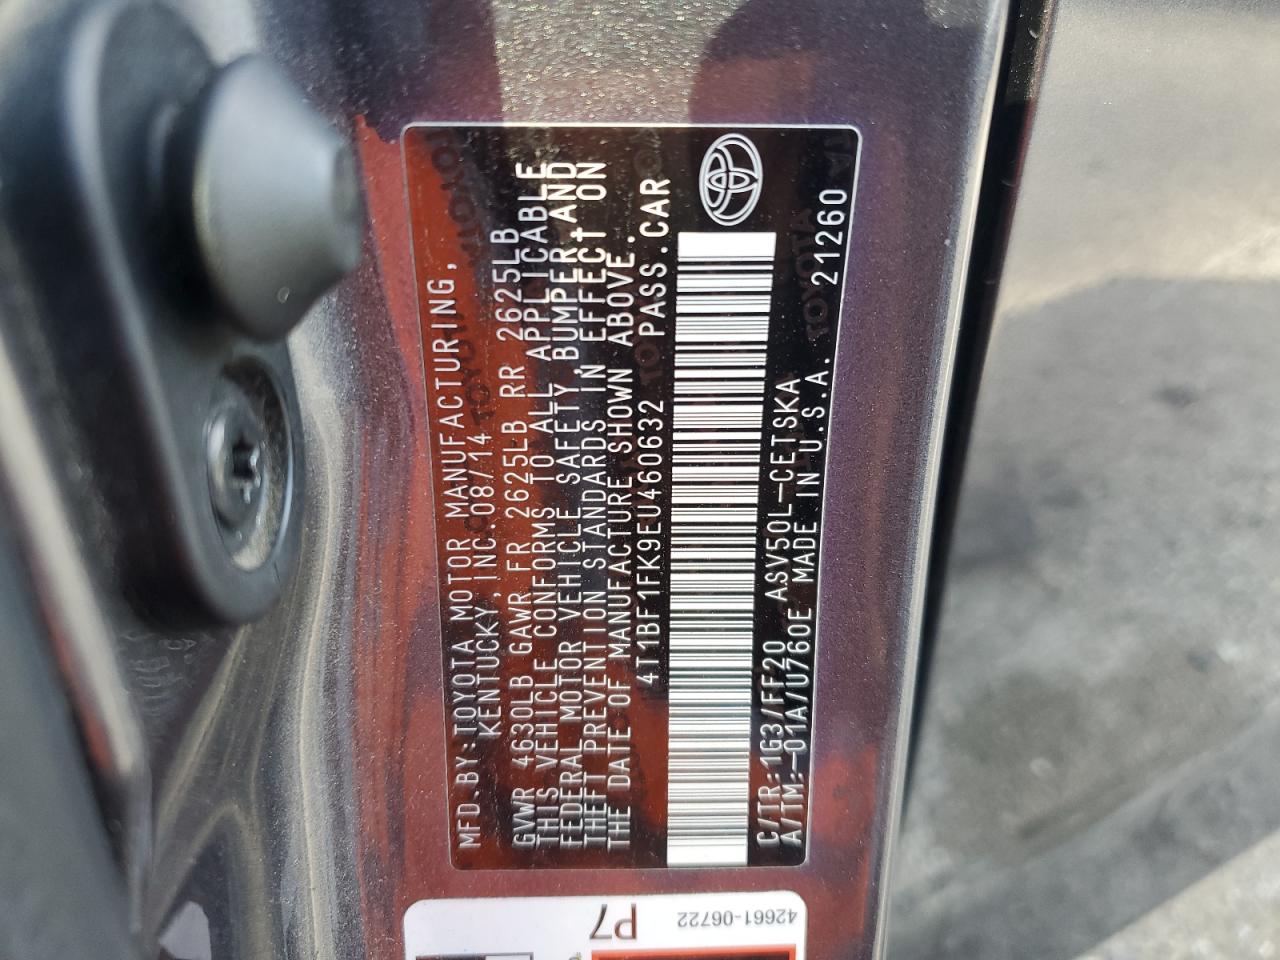 MFD.BY:TOYOTA MOTOR MANUFACTURING,
KENTUCKY,INC.08/14
GVWR 4630LB GAWR FR 2625LB RR 2625LB
THIS VEHICLE CONFORMS TO ALL APPLICABLE
FEDERAL MOTOR VEHICLE SAFETY, BUMPER, AND
THEFT PREVENTION STANDARDS IN EFFECT ON
THE DATE OF MANUFACTURE SHOWN ABOVE.
4T1BF1FK9EU460632 PASS.CAR
C/TR:1G3/FF20 ASV50L-CETSKA
A/TM:-01A/U760E MADE IN U.S.A. 21260
P7
42661-06722